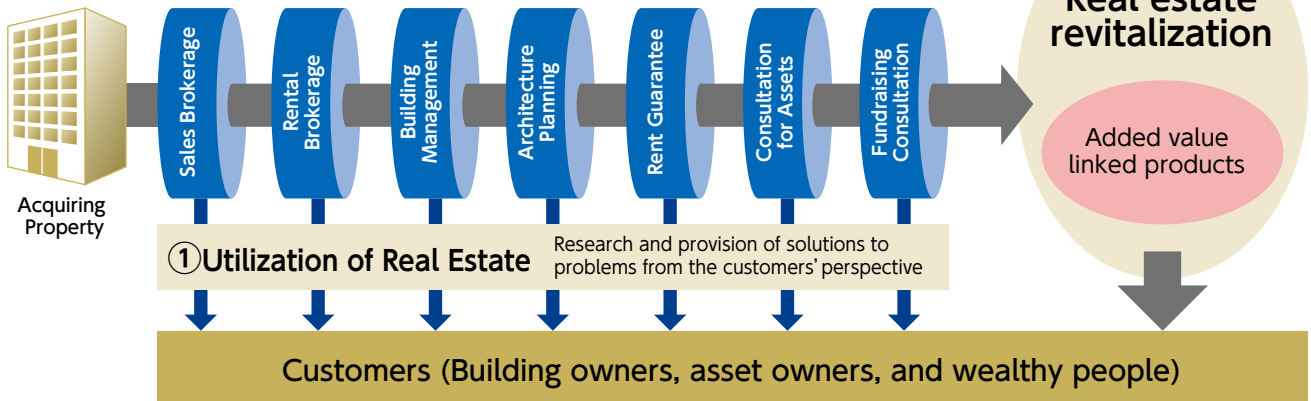 Real estate
revitalization
Sales Brokerage
Rental
Brokerage
Building
Management
Architecture
Planning
Rent Guarantee
Consultation
for Assets
Fundraising
Consultation
Added value
linked products
Acquiring
Property
①Utilization of Real Estate
Research and provision of solutions to
problems from the customers' perspective
Customers (Building owners, asset owners, and wealthy people)